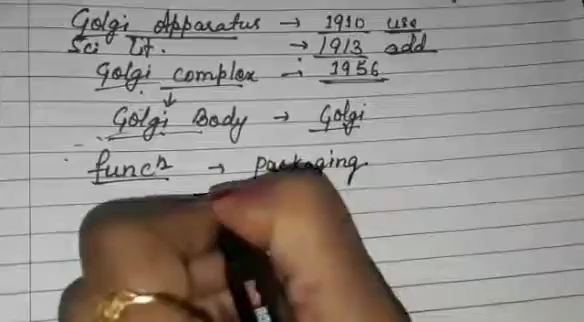 Golgi Apparatus → 1910 use
Sci Lit. → 1913 add
Golgi complex → 1956
↓
Golgi Body → Golgi
funcⁿ → packaging